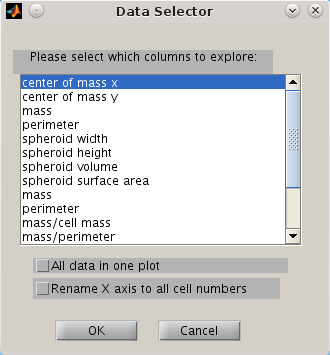 Data Selector
Please select which columns to explore:
center of mass x
center of mass y
mass
perimeter
spheroid width
spheroid height
spheroid volume
spheroid surface area
mass
perimeter
mass/cell mass
mass/perimeter
All data in one plot
Rename X axis to all cell numbers
OK
Cancel